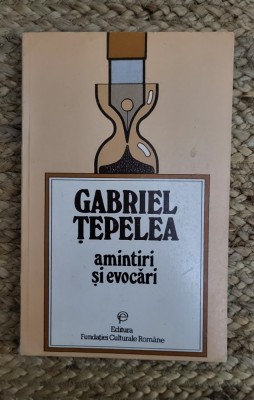 GABRIEL
ȚEPELEA
amintiri
și evocări
Editura
Fundației Culturale Române